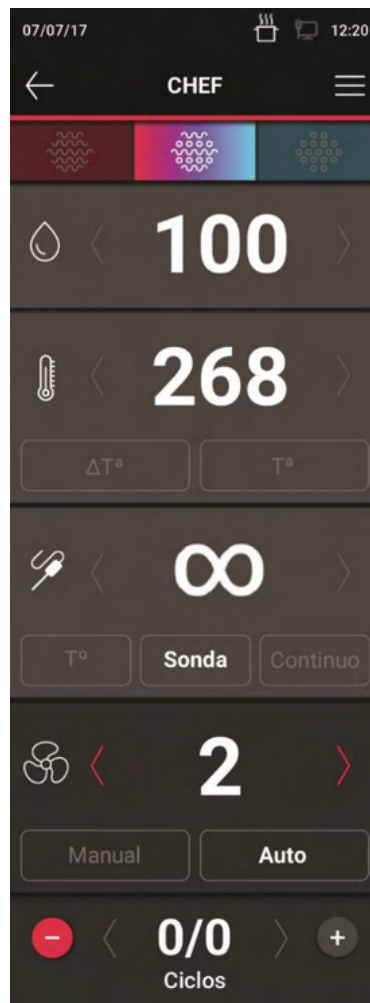 07/07/17 12:20
CHEF
100
268
ΔTª Tª
∞
Tº Sonda Continuo
2
Manual Auto
- 0/0 +
Ciclos